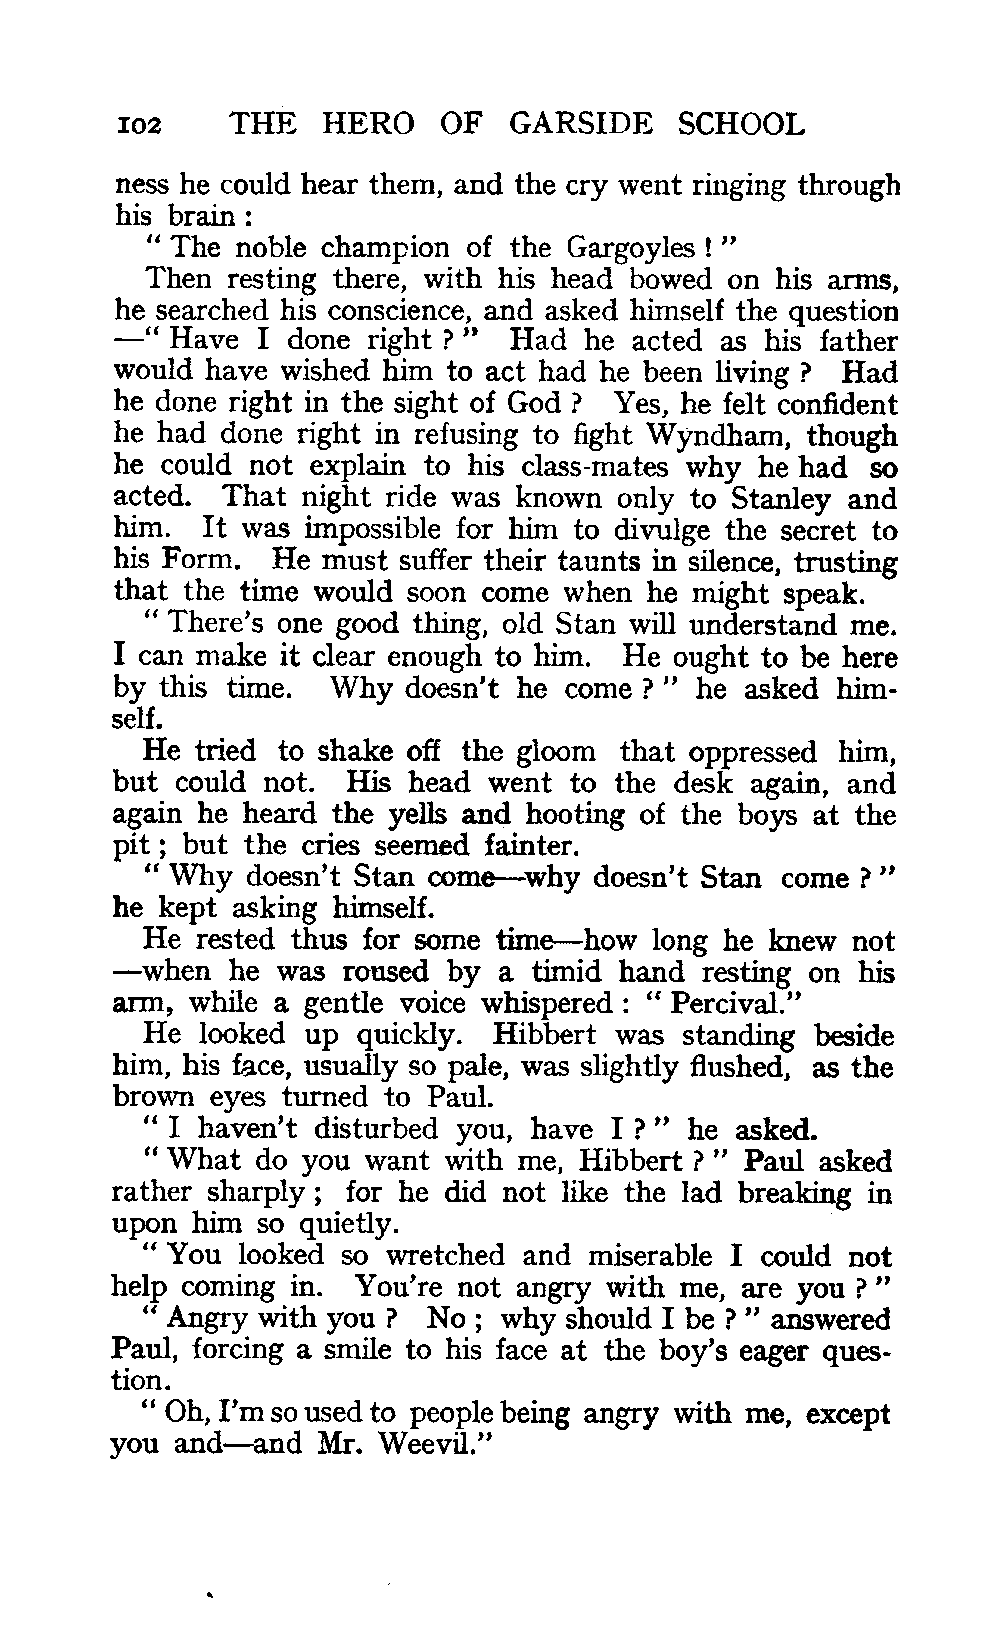 102 THE HERO OF GARSIDE SCHOOL
ness he could hear them, and the cry went ringing through
his brain :
" The noble champion of the Gargoyles ! "
Then resting there, with his head bowed on his arms,
he searched his conscience, and asked himself the question
—" Have I done right ? " Had he acted as his father
would have wished him to act had he been living ? Had
he done right in the sight of God ? Yes, he felt confident
he had done right in refusing to fight Wyndham, though
he could not explain to his class-mates why he had so
acted. That night ride was known only to Stanley and
him. It was impossible for him to divulge the secret to
his Form. He must suffer their taunts in silence, trusting
that the time would soon come when he might speak.
" There's one good thing, old Stan will understand me.
I can make it clear enough to him. He ought to be here
by this time. Why doesn't he come ? " he asked him-
self.
He tried to shake off the gloom that oppressed him,
but could not. His head went to the desk again, and
again he heard the yells and hooting of the boys at the
pit ; but the cries seemed fainter.
" Why doesn't Stan come—why doesn't Stan come ? "
he kept asking himself.
He rested thus for some time—how long he knew not
—when he was roused by a timid hand resting on his
arm, while a gentle voice whispered : " Percival."
He looked up quickly. Hibbert was standing beside
him, his face, usually so pale, was slightly flushed, as the
brown eyes turned to Paul.
" I haven't disturbed you, have I ? " he asked.
" What do you want with me, Hibbert ? " Paul asked
rather sharply ; for he did not like the lad breaking in
upon him so quietly.
" You looked so wretched and miserable I could not
help coming in. You're not angry with me, are you ? "
" Angry with you ? No ; why should I be ? " answered
Paul, forcing a smile to his face at the boy's eager ques-
tion.
" Oh, I'm so used to people being angry with me, except
you and—and Mr. Weevil."